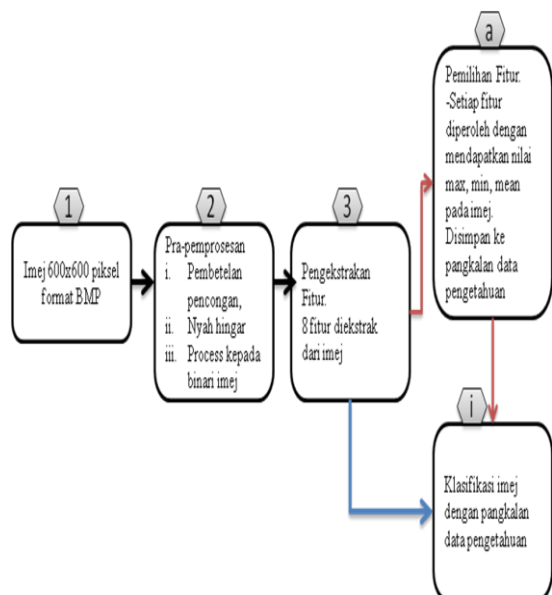 1
Imej 600x600 piksel
format BMP
2
Pra-pemprosesan
i. Pembetelan
pencongan,
ii. Nyah hingar
iii. Process kepada
binari imej
3
Pengekstrakan
Fitur.
8 fitur diekstrak
dari imej
a
Pemilihan Fitur.
-Setiap fitur
diperoleh dengan
mendapatkan nilai
max, min, mean
pada imej.
Disimpan ke
pangkalan data
pengetahuan
i
Klasifikasi imej
dengan pangkalan
data pengetahuan